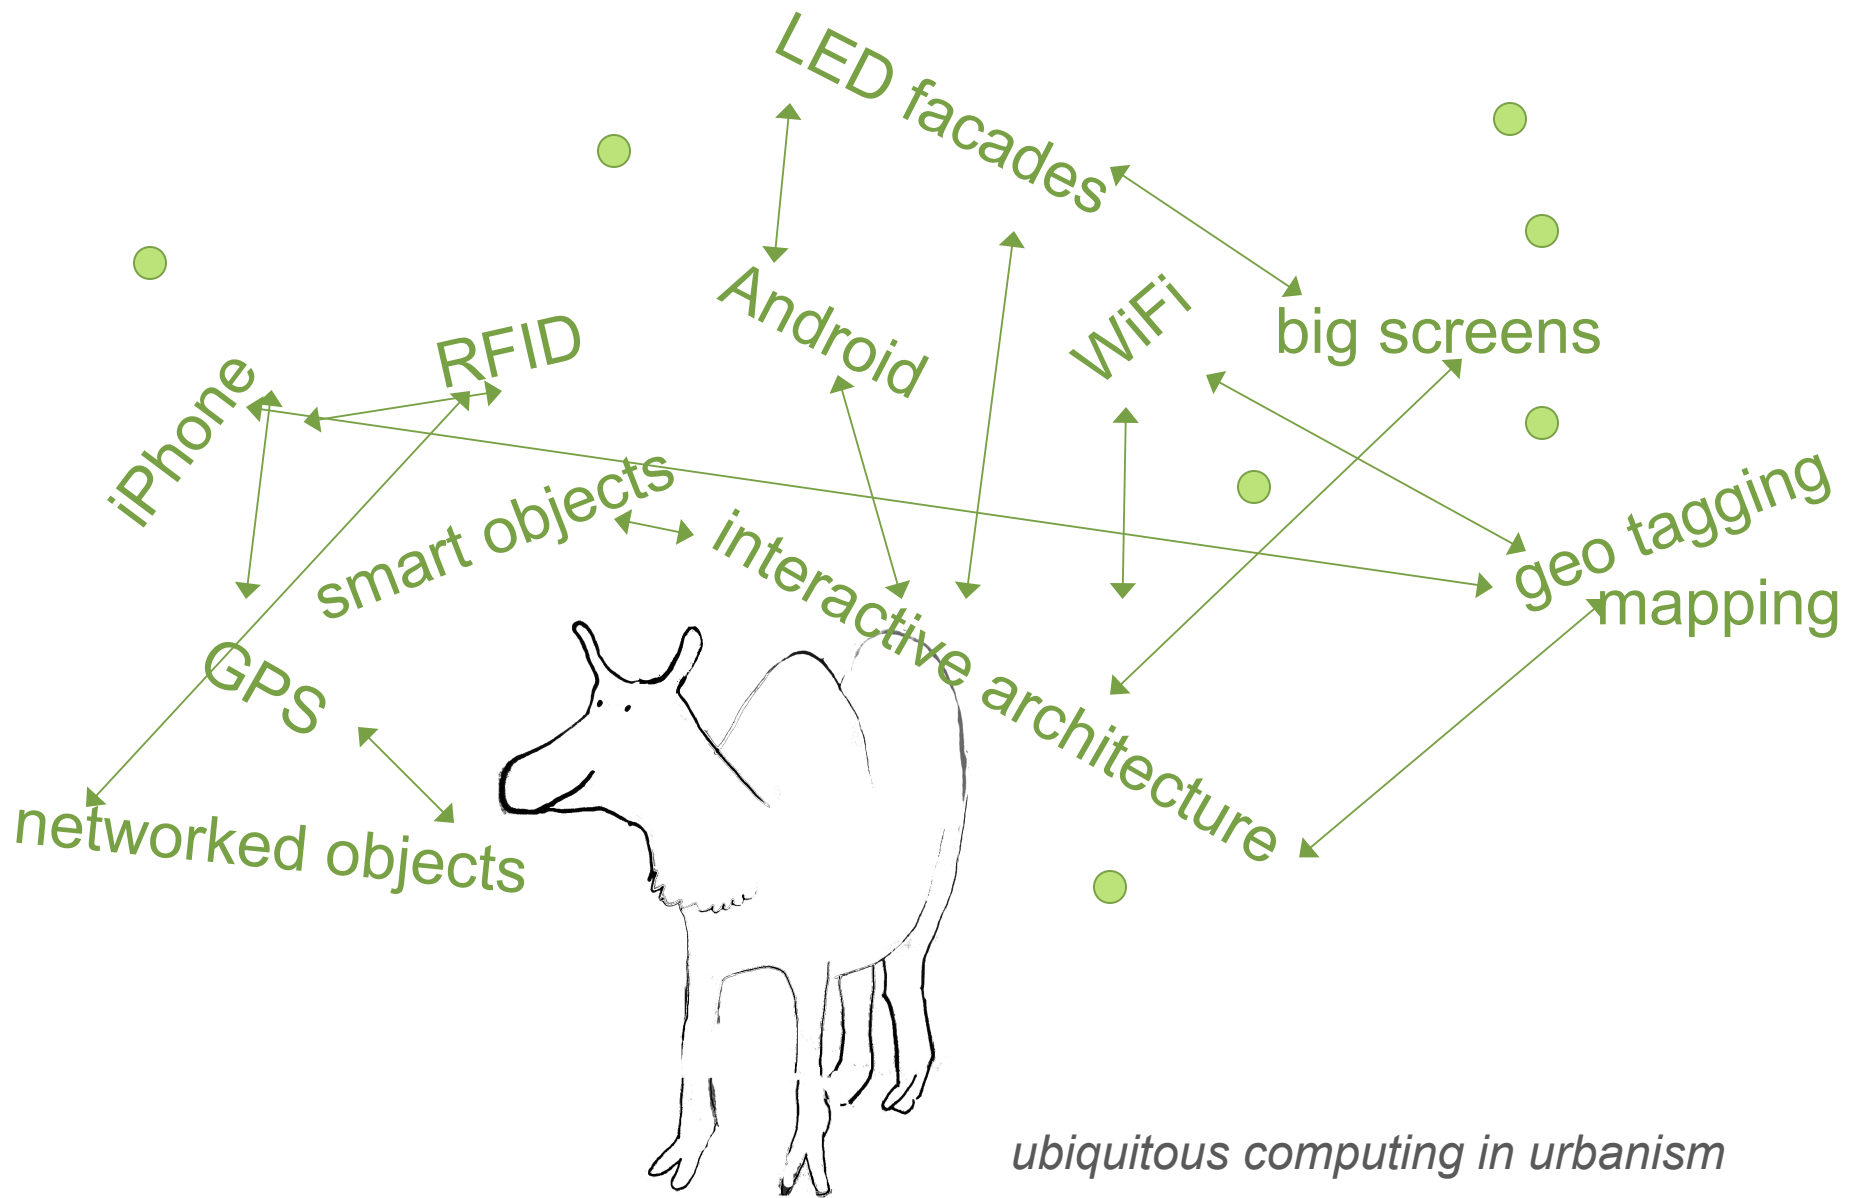 LED facades
Android
WiFi
big screens
RFID
iPhone
smart objects
interactive architecture
geo tagging
mapping
GPS
networked objects
ubiquitous computing in urbanism